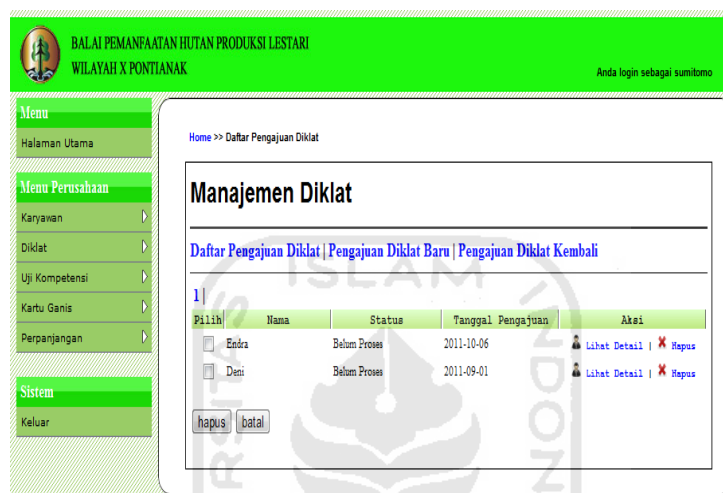 BALAI PEMANFAATAN HUTAN PRODUKSI LESTARI
WILAYAH X PONTIANAK
Anda login sebagai sumitomo
Menu
Halaman Utama
Menu Perusahaan
Karyawan
Diklat
Uji Kompetensi
Kartu Ganis
Perpanjangan
Sistem
Keluar
Home >> Daftar Pengajuan Diklat
Manajemen Diklat
Daftar Pengajuan Diklat | Pengajuan Diklat Baru | Pengajuan Diklat Kembali
1 |
Pilih Nama Status Tanggal Pengajuan Aksi
Endra Belum Proses 2011-10-06 Lihat Detail | Hapus
Deni Belum Proses 2011-09-01 Lihat Detail | Hapus
hapus batal
ISLAM